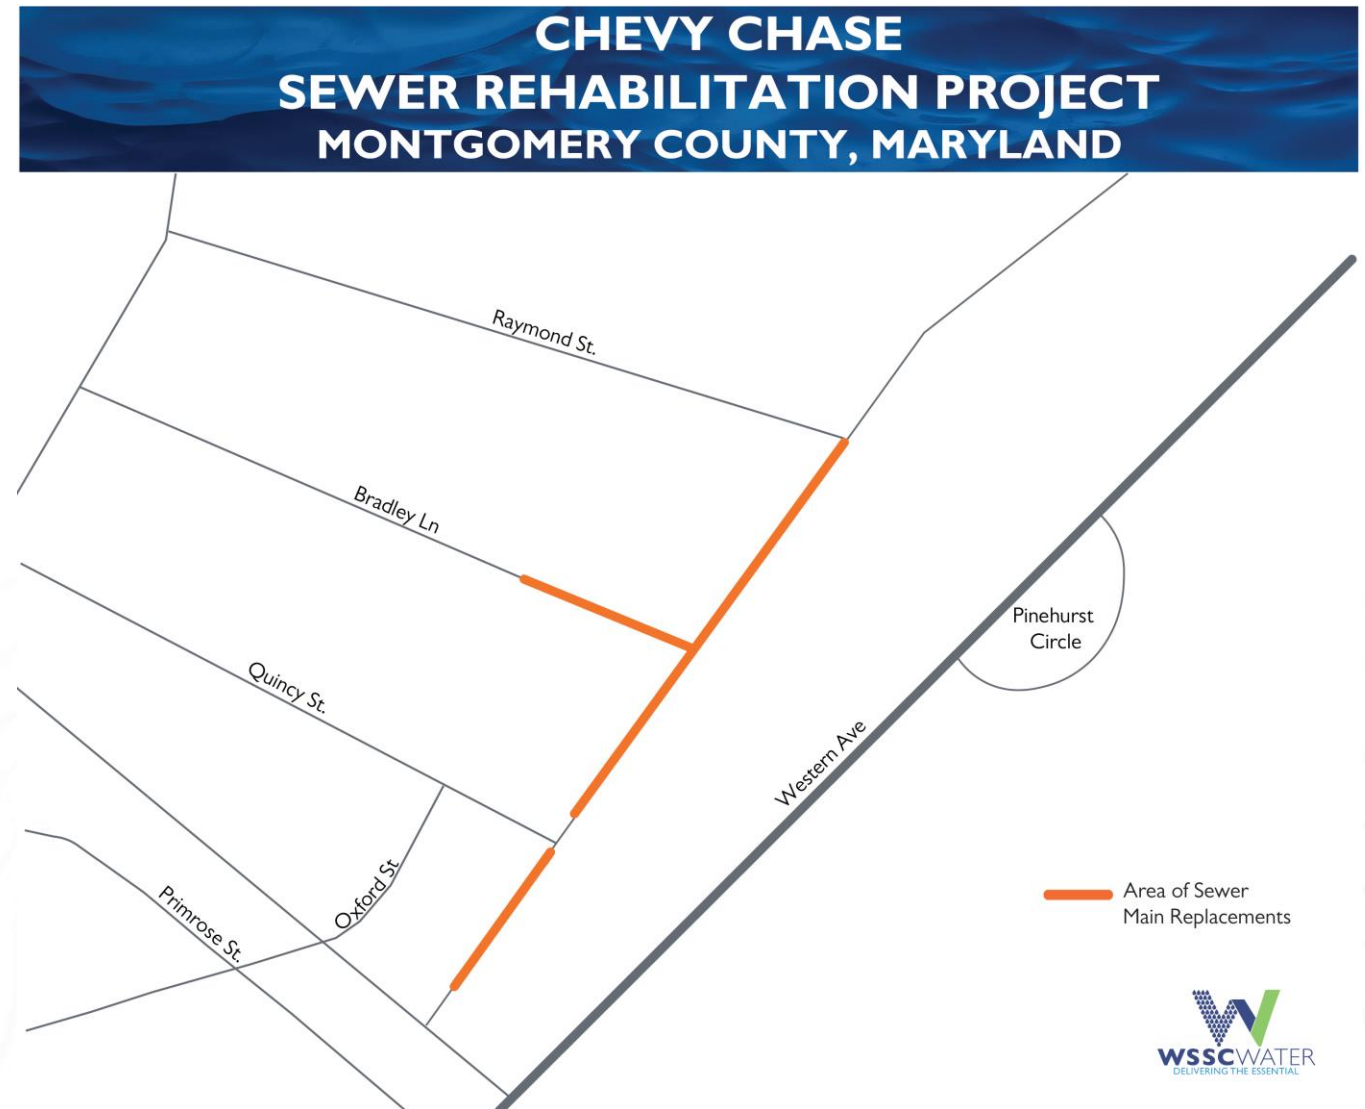 CHEVY CHASE
SEWER REHABILITATION PROJECT
MONTGOMERY COUNTY, MARYLAND
Raymond St.
Bradley Ln
Pinehurst
Circle
Quincy St.
Western Ave
Oxford St
Primrose St.
Area of Sewer
Main Replacements
WSSCWATER
DELIVERING THE ESSENTIAL